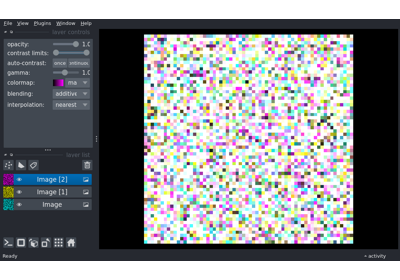 File View Plugins Window Help
layer controls
opacity: 1.0
contrast limits:
auto-contrast: once
gamma: 1.0
colormap: ma
blending: additive
interpolation: nearest
layer list
Image [2]
Image [1]
Image
Ready activity